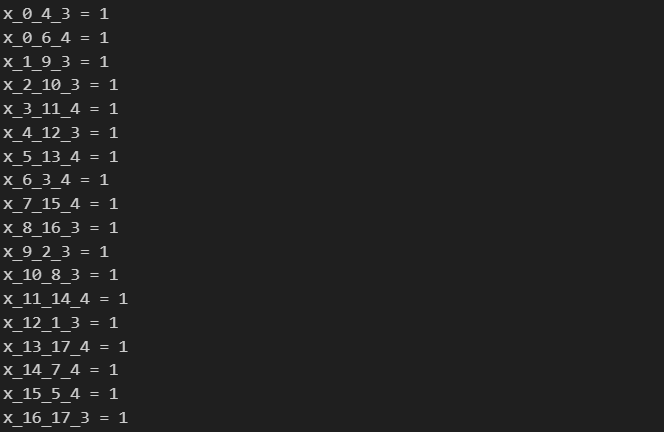 x_0_4_3 = 1
x_0_6_4 = 1
x_1_9_3 = 1
x_2_10_3 = 1
x_3_11_4 = 1
x_4_12_3 = 1
x_5_13_4 = 1
x_6_3_4 = 1
x_7_15_4 = 1
x_8_16_3 = 1
x_9_2_3 = 1
x_10_8_3 = 1
x_11_14_4 = 1
x_12_1_3 = 1
x_13_17_4 = 1
x_14_7_4 = 1
x_15_5_4 = 1
x_16_17_3 = 1